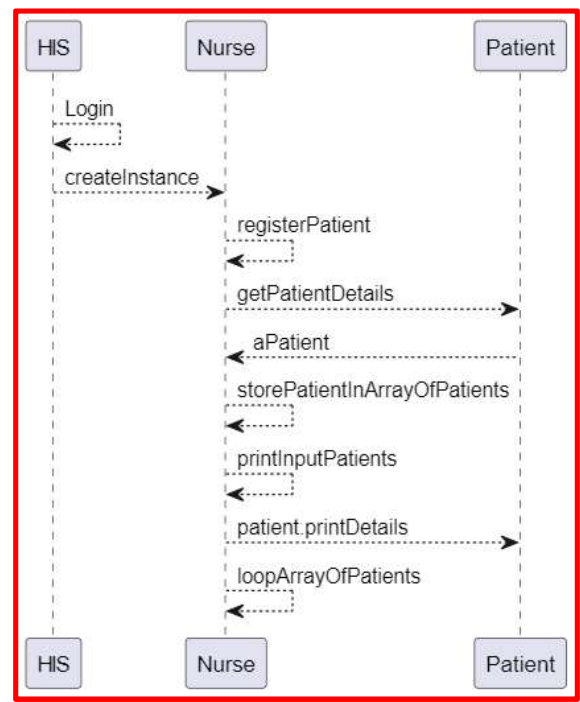 HIS Nurse Patient
Login
createInstance
registerPatient
getPatientDetails
aPatient
storePatientInArrayOfPatients
printInputPatients
patient.printDetails
loopArrayOfPatients
HIS Nurse Patient